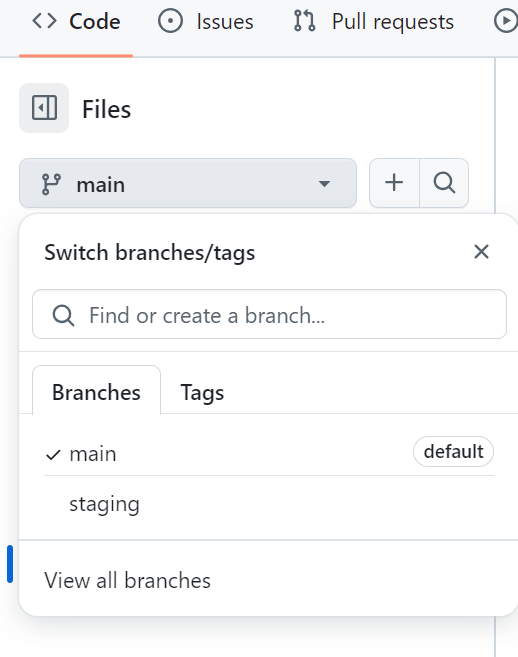 Code Issues Pull requests
Files
main
Switch branches/tags
Find or create a branch...
Branches Tags
main default
staging
View all branches